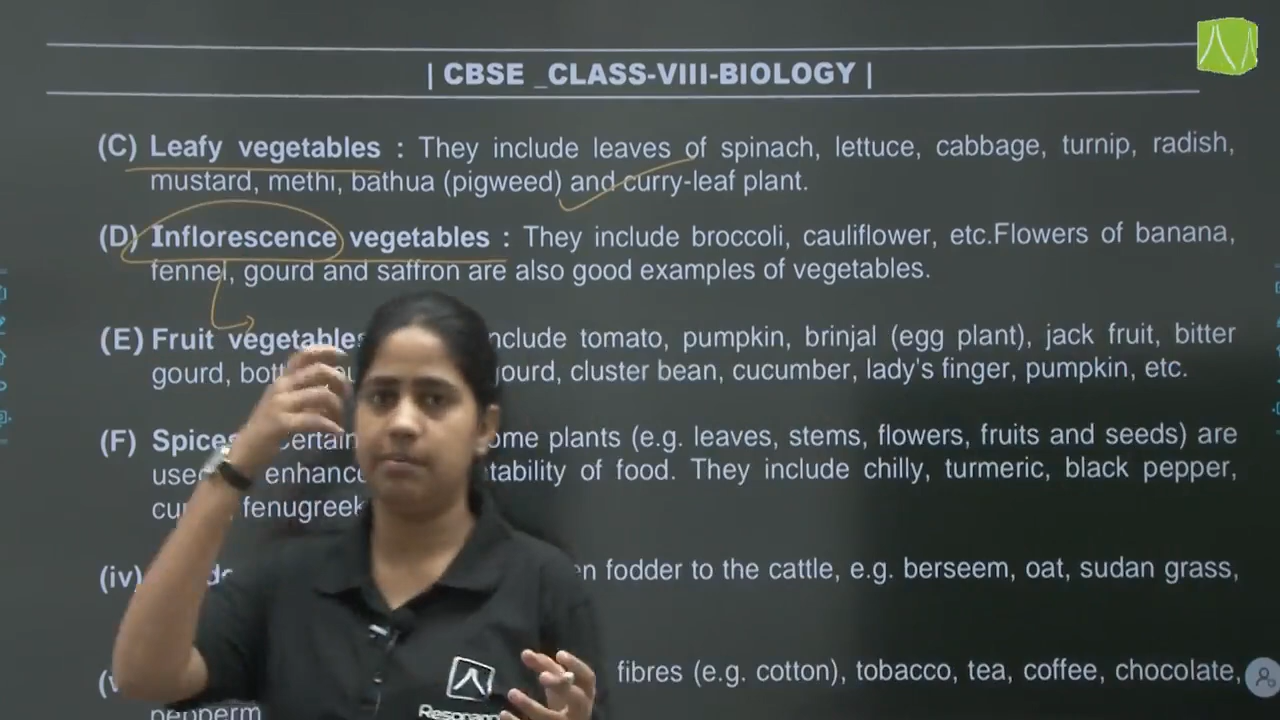 | CBSE _CLASS-VIII-BIOLOGY |
(C) Leafy vegetables : They include leaves of spinach, lettuce, cabbage, turnip, radish,
mustard, methi, bathua (pigweed) and curry-leaf plant.
(D) Inflorescence vegetables : They include broccoli, cauliflower, etc.Flowers of banana,
fennel, gourd and saffron are also good examples of vegetables.
(E) Fruit vegetables include tomato, pumpkin, brinjal (egg plant), jack fruit, bitter
gourd, gourd, cluster bean, cucumber, lady's finger, pumpkin, etc.
(F) Spices plants (e.g. leaves, stems, flowers, fruits and seeds) are
of food. They include chilly, turmeric, black pepper,
fenugreek
(iv) fodder to the cattle, e.g. berseem, oat, sudan grass,
fibres (e.g. cotton), tobacco, tea, coffee, chocolate,